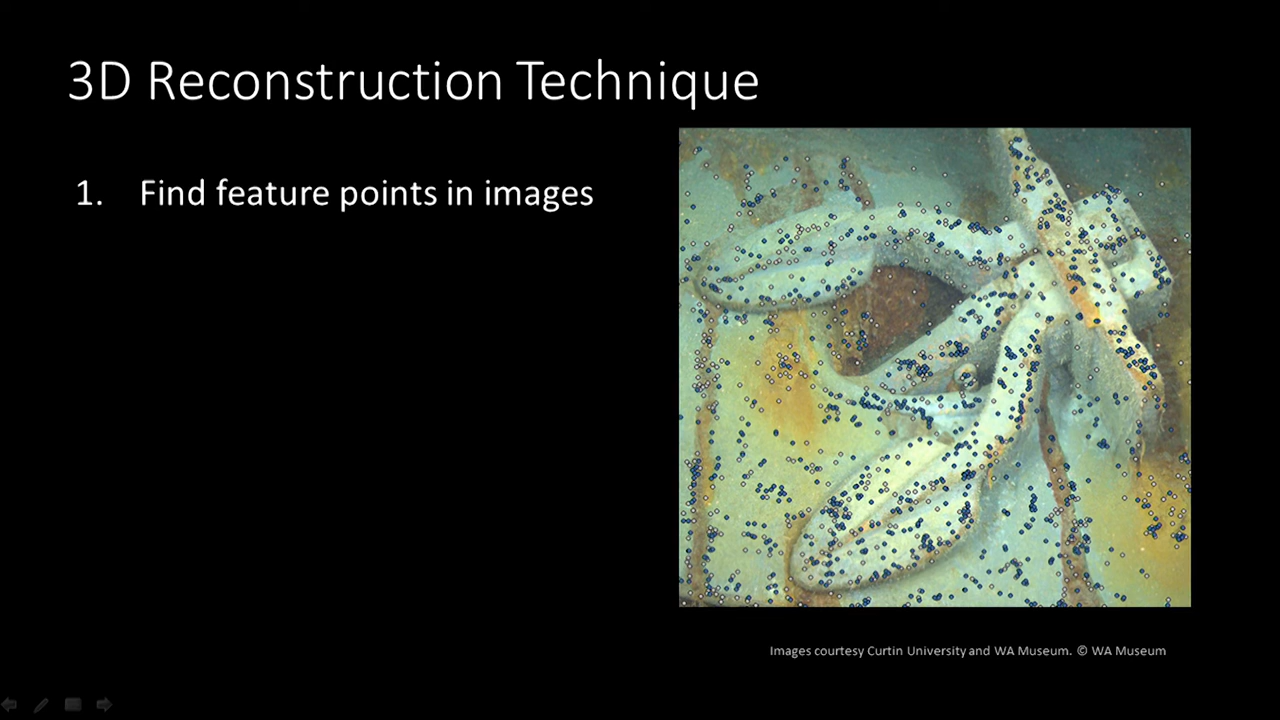 3D Reconstruction Technique
1. Find feature points in images
Images courtesy Curtin University and WA Museum. © WA Museum